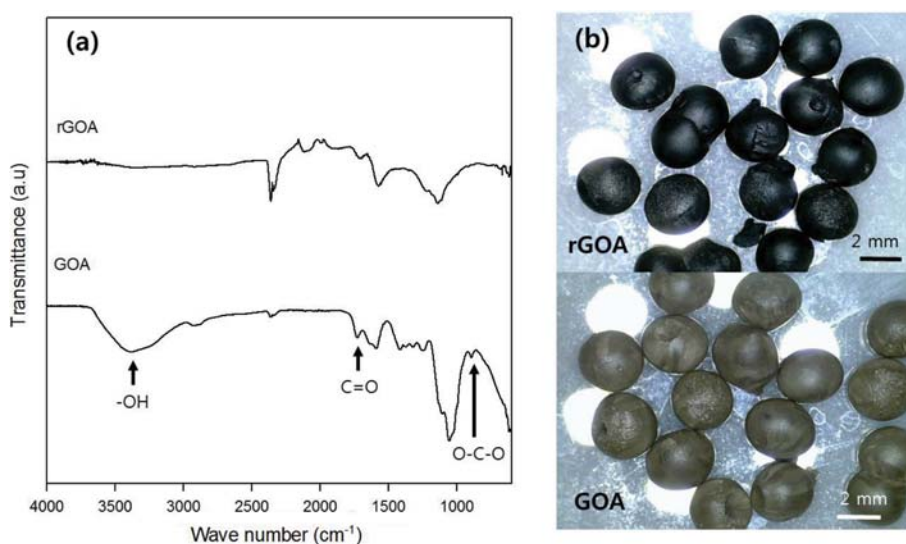 (a)
rGOA
GOA
-OH
C=O
O-C-O
Transmittance (a.u)
4000 3500 3000 2500 2000 1500 1000
Wave number (cm⁻¹)
(b)
rGOA
2 mm
GOA
2 mm